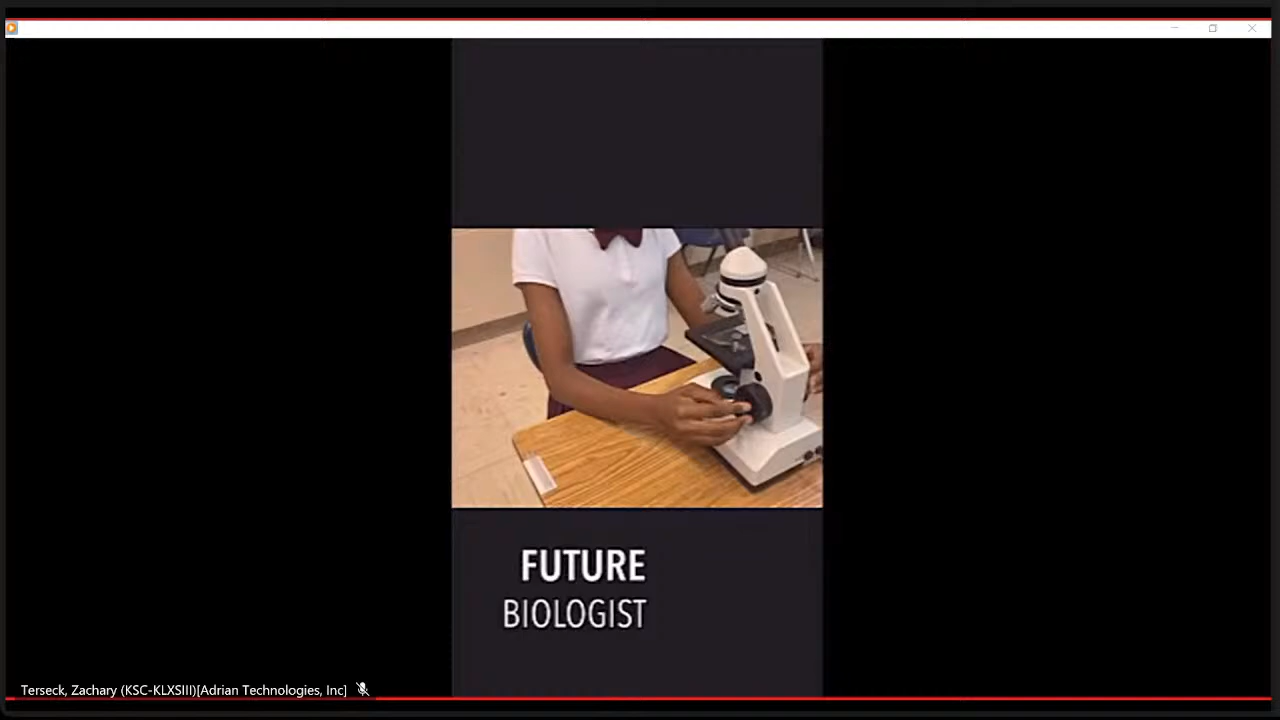 FUTURE
BIOLOGIST
Terseck, Zachary (KSC-KLXSIII)[Adrian Technologies, Inc]